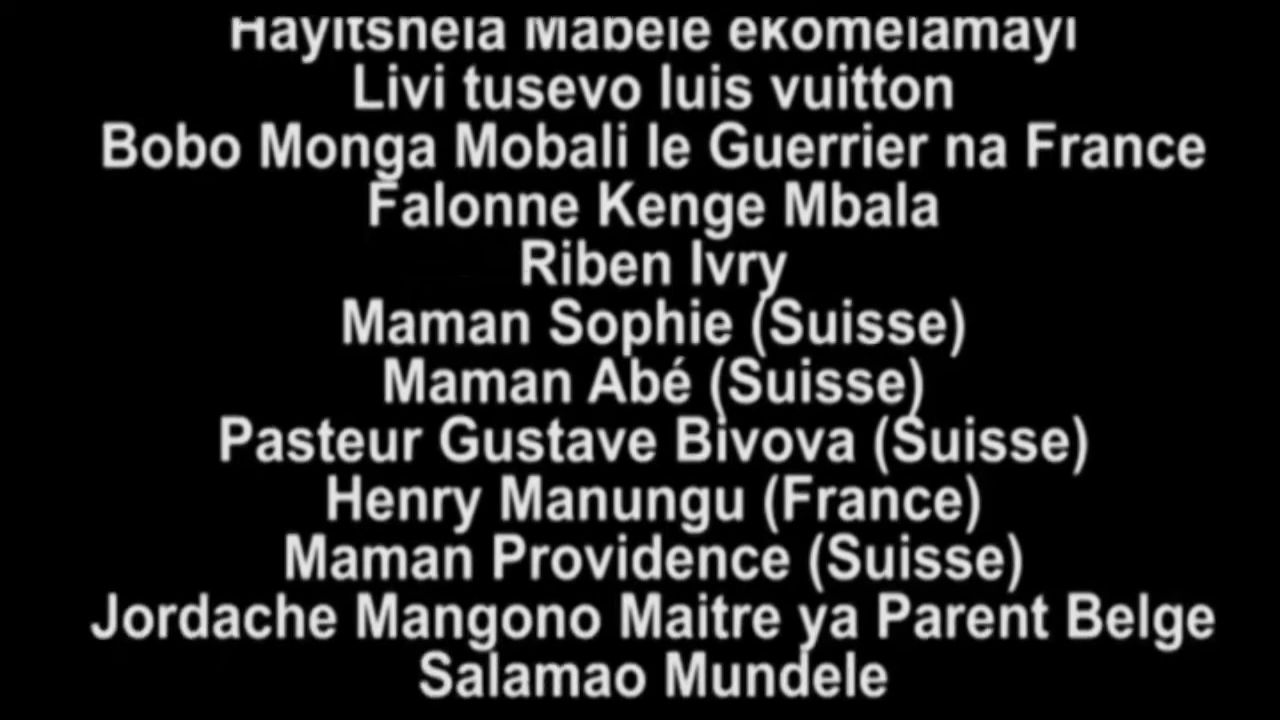 Mabele ekomelamayi
Livi tusevo luis vuitton
Bobo Monga Mobali le Guerrier na France
Falonne Kenge Mbala
Riben Ivry
Maman Sophie (Suisse)
Maman Abé (Suisse)
Pasteur Gustave Bivova (Suisse)
Henry Manungu (France)
Maman Providence (Suisse)
Jordache Mangono Maitre ya Parent Belge
Salamao Mundele